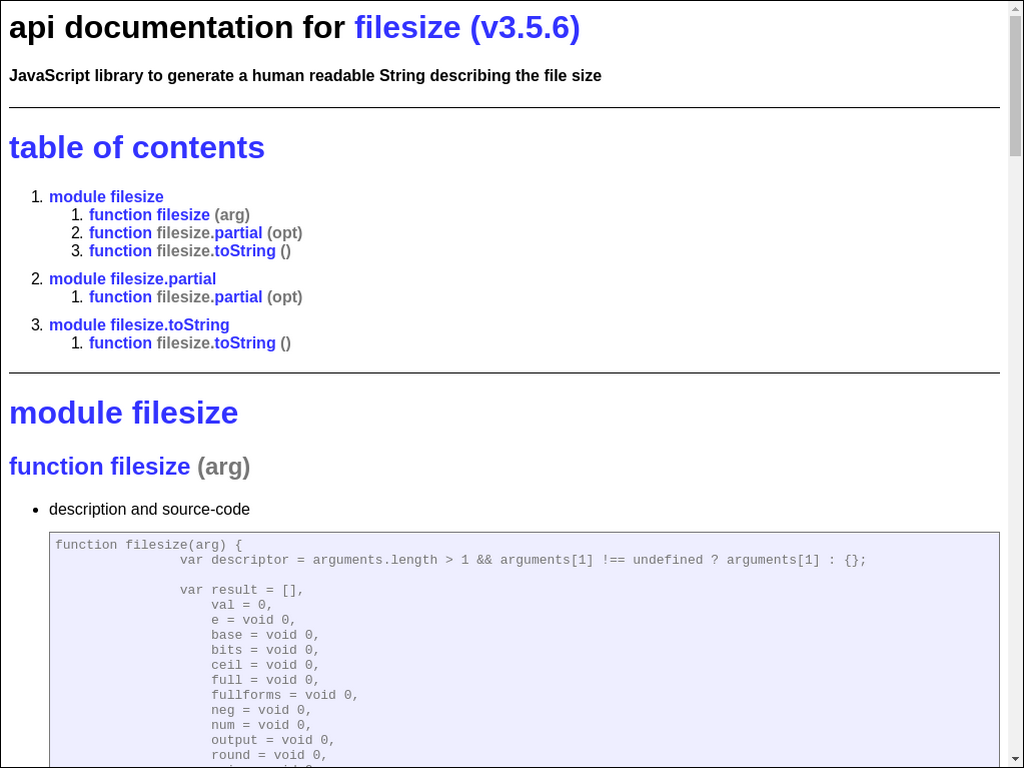 api documentation for filesize (v3.5.6)
JavaScript library to generate a human readable String describing the file size
table of contents
1. module filesize
1. function filesize (arg)
2. function filesize.partial (opt)
3. function filesize.toString ()
2. module filesize.partial
1. function filesize.partial (opt)
3. module filesize.toString
1. function filesize.toString ()
module filesize
function filesize (arg)
• description and source-code
function filesize(arg) {
var descriptor = arguments.length > 1 && arguments[1] !== undefined ? arguments[1] : {};
var result = [],
val = 0,
e = void 0,
base = void 0,
bits = void 0,
ceil = void 0,
full = void 0,
fullforms = void 0,
neg = void 0,
num = void 0,
output = void 0,
round = void 0,